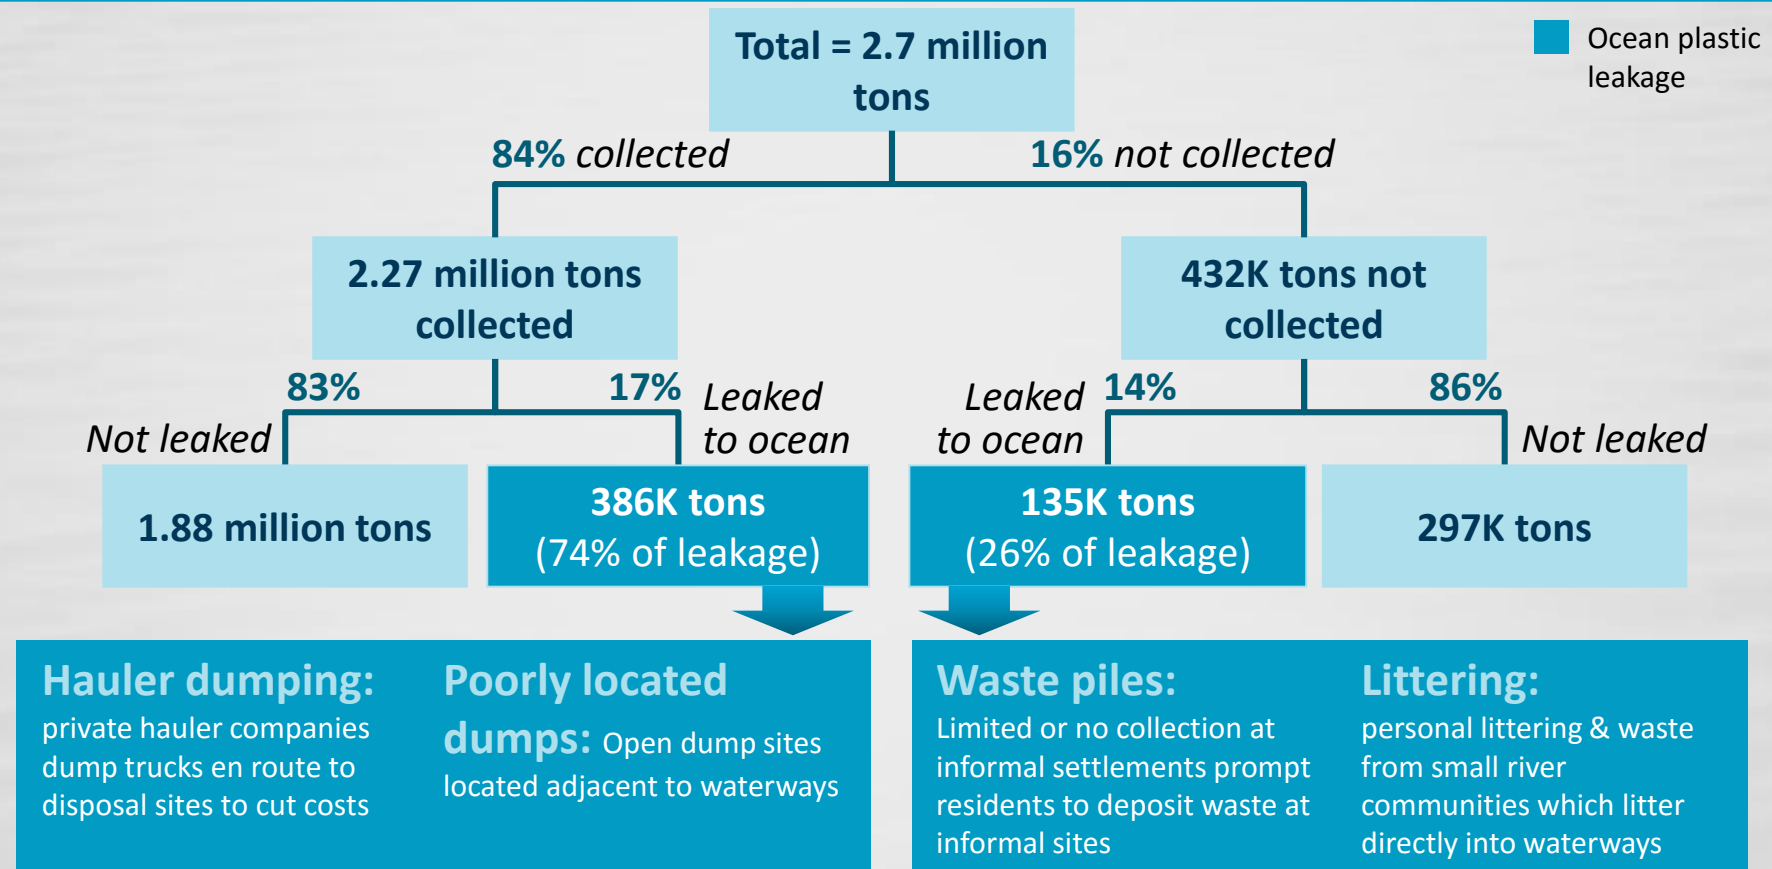 Total = 2.7 million
tons
Ocean plastic
leakage
84% collected
16% not collected
2.27 million tons
collected
432K tons not
collected
83%
17%
Leaked
to ocean
Leaked
to ocean
14%
86%
Not leaked
Not leaked
1.88 million tons
386K tons
(74% of leakage)
135K tons
(26% of leakage)
297K tons
Hauler dumping:
private hauler companies
dump trucks en route to
disposal sites to cut costs
Poorly located
dumps: Open dump sites
located adjacent to waterways
Waste piles:
Limited or no collection at
informal settlements prompt
residents to deposit waste at
informal sites
Littering:
personal littering & waste
from small river
communities which litter
directly into waterways